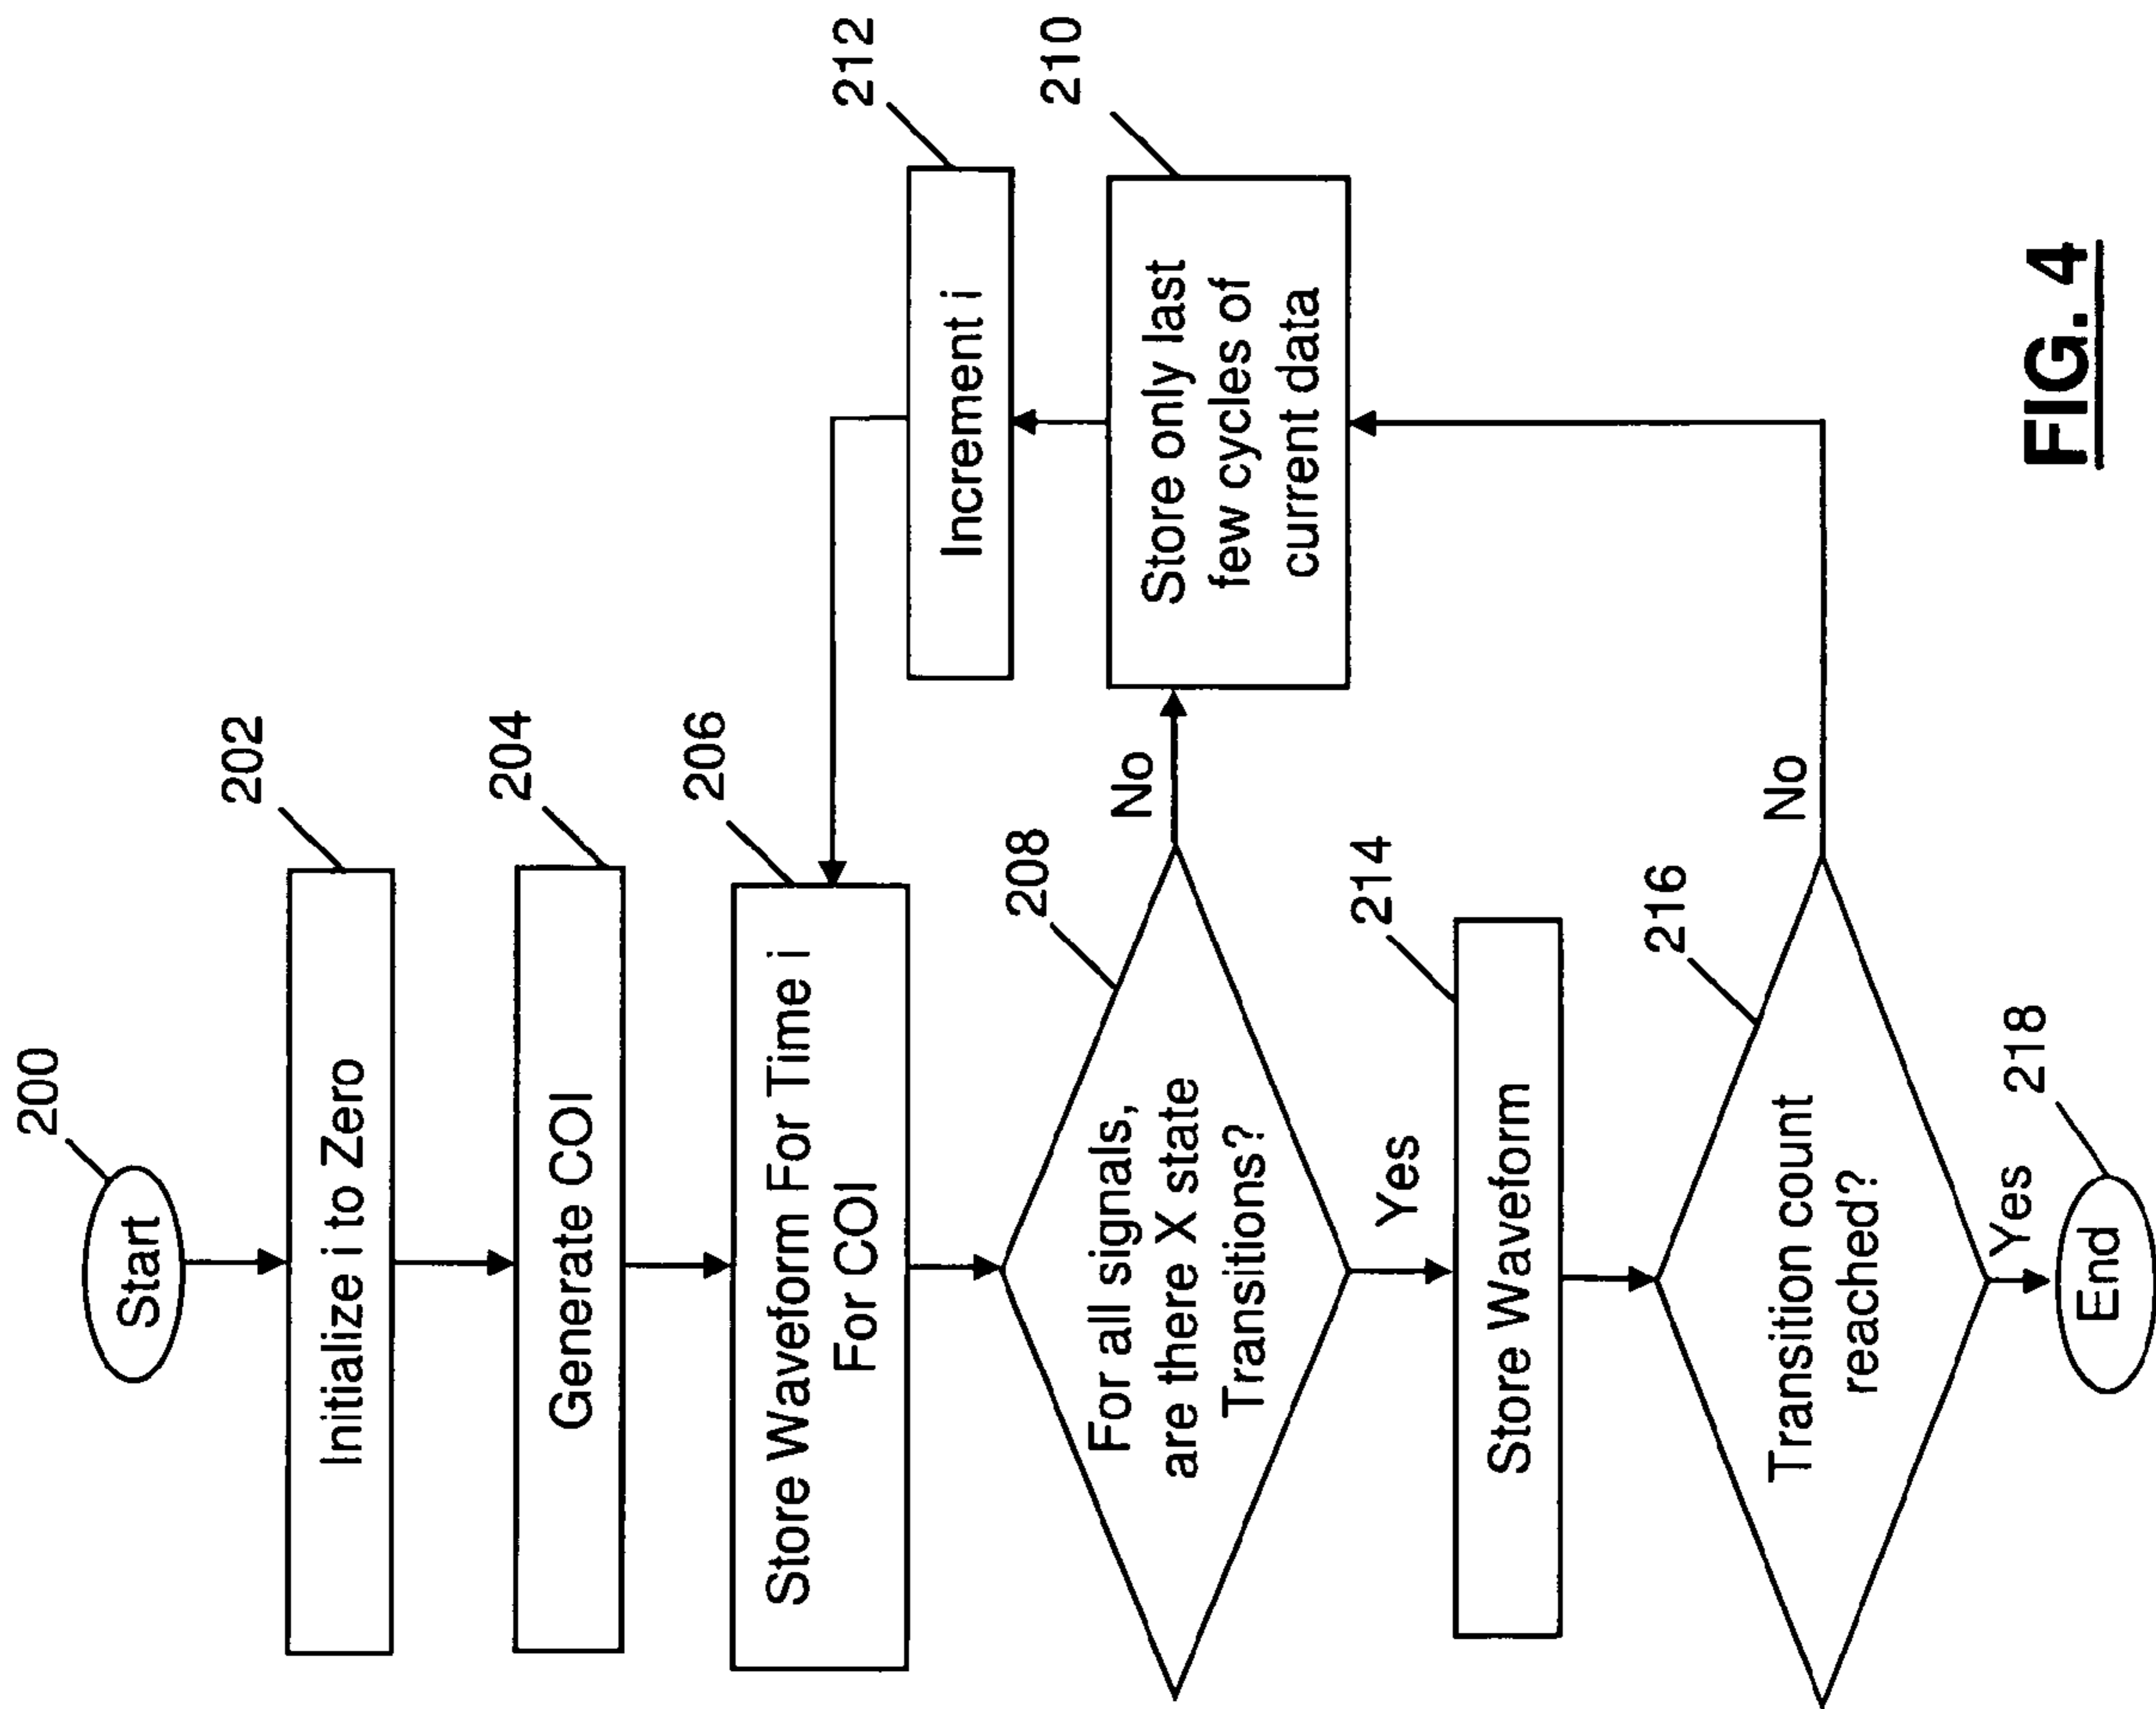 200
Start
202
Initialize i to Zero
204
Generate COI
206
Store Waveform For Time i
For COI
208
For all signals,
are there X state
Transitions?
No
Yes
210
Store only last
few cycles of
current data
212
Increment i
214
Store Waveform
216
Transition count
reached?
No
Yes
218
End
FIG. 4